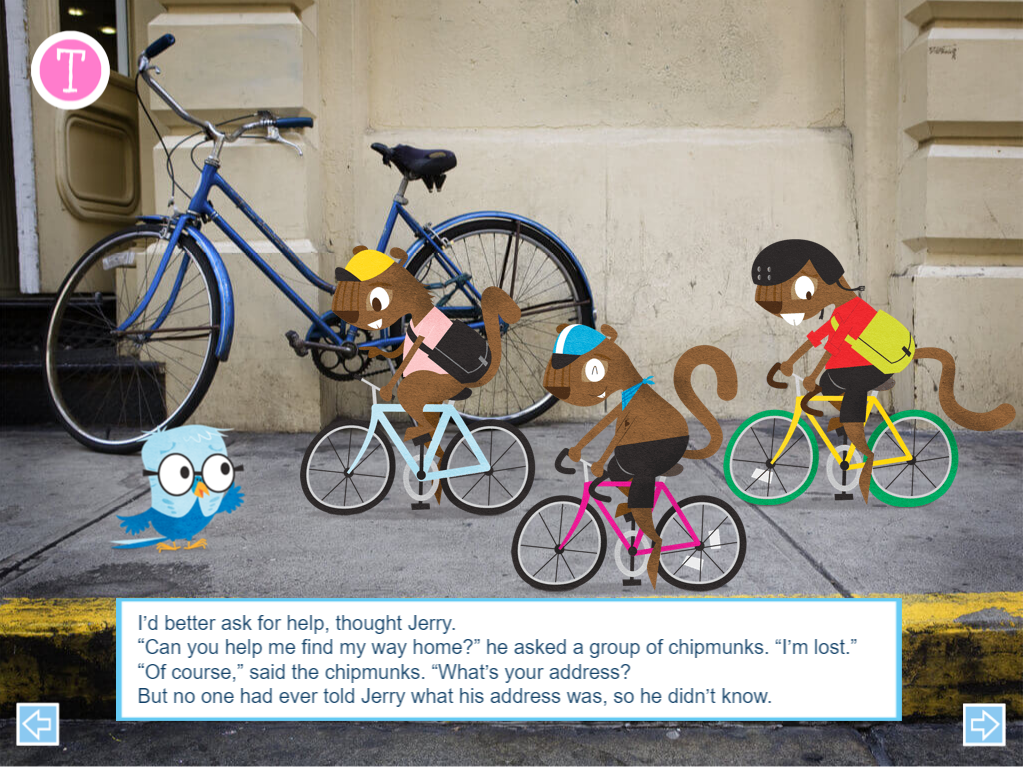 T
I’d better ask for help, thought Jerry.
“Can you help me find my way home?” he asked a group of chipmunks. “I’m lost.”
“Of course,” said the chipmunks. “What’s your address?
But no one had ever told Jerry what his address was, so he didn’t know.